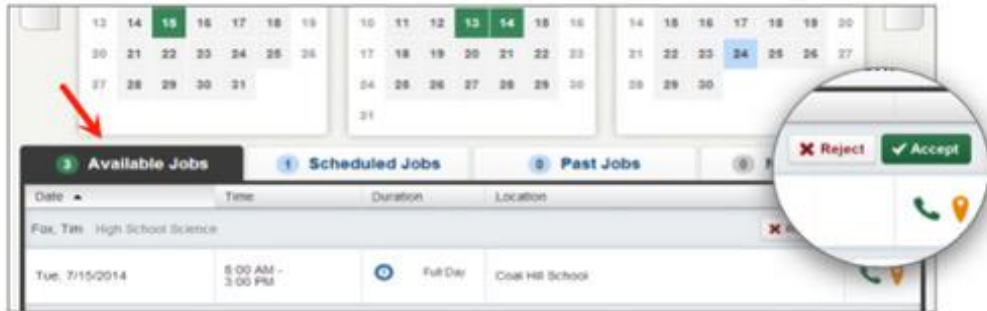 13 14 15 16 17 18 19 10 11 12 13 14 15 16 14 15 16 17 18 19 20
20 21 22 23 24 25 26 17 18 19 20 21 22 23 21 22 23 24 25 26 27
27 28 29 30 31 24 25 26 27 28 29 30 28 29 30
31
3 Available Jobs 1 Scheduled Jobs 0 Past Jobs 0
Reject Accept
Date Time Duration Location
Fox, Tim High School Science
Tue, 7/15/2014 8:00 AM - 3:00 PM Full Day Coal Hill School